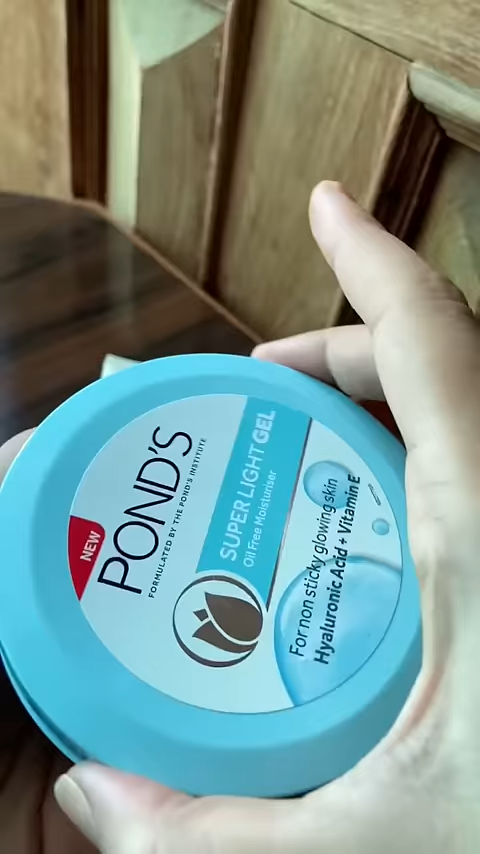 NEW
POND'S
FORMULATED BY THE POND'S INSTITUTE
SUPER LIGHT GEL
Oil Free Moisturiser
For non sticky glowing skin
Hyaluronic Acid + Vitamin E